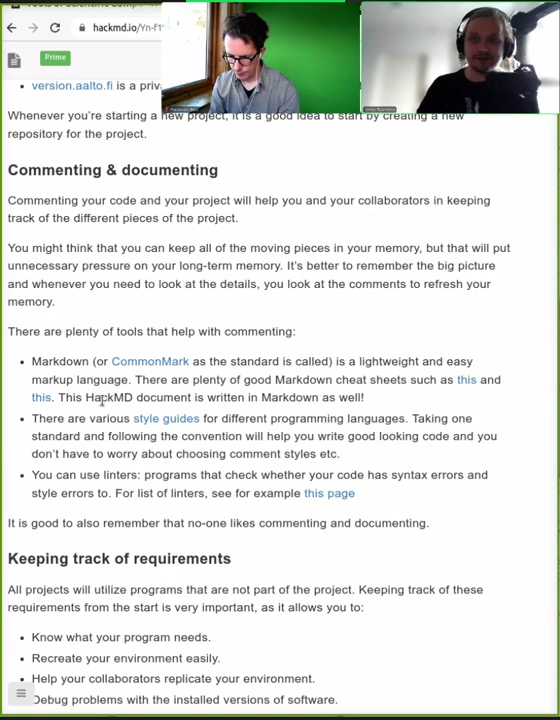 hackmd.io/Yn-f1
Prime
version.aalto.fi is a priva
Whenever you're starting a new project, it is a good idea to start by creating a new
repository for the project.
Commenting & documenting
Commenting your code and your project will help you and your collaborators in keeping
track of the different pieces of the project.
You might think that you can keep all of the moving pieces in your memory, but that will put
unnecessary pressure on your long-term memory. It's better to remember the big picture
and whenever you need to look at the details, you look at the comments to refresh your
memory.
There are plenty of tools that help with commenting:
Markdown (or CommonMark as the standard is called) is a lightweight and easy
markup language. There are plenty of good Markdown cheat sheets such as this and
this. This HackMD document is written in Markdown as well!
There are various style guides for different programming languages. Taking one
standard and following the convention will help you write good looking code and you
don't have to worry about choosing comment styles etc.
You can use linters: programs that check whether your code has syntax errors and
style errors to. For list of linters, see for example this page
It is good to also remember that no-one likes commenting and documenting.
Keeping track of requirements
All projects will utilize programs that are not part of the project. Keeping track of these
requirements from the start is very important, as it allows you to:
Know what your program needs.
Recreate your environment easily.
Help your collaborators replicate your environment.
Debug problems with the installed versions of software.